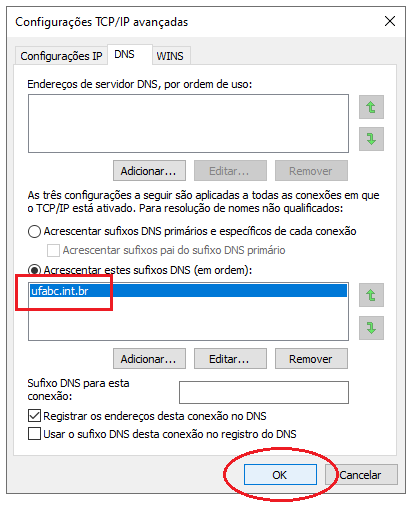 Configurações TCP/IP avançadas
Configurações IP DNS WINS
Endereços de servidor DNS, por ordem de uso:
Adicionar... Editar... Remover
As três configurações a seguir são aplicadas a todas as conexões em que
o TCP/IP está ativado. Para resolução de nomes não qualificados:
Acrescentar sufixos DNS primários e específicos de cada conexão
Acrescentar sufixos pai do sufixo DNS primário
Acrescentar estes sufixos DNS (em ordem):
ufabc.int.br
Adicionar... Editar... Remover
Sufixo DNS para esta
conexão:
Registrar os endereços desta conexão no DNS
Usar o sufixo DNS desta conexão no registro do DNS
OK Cancelar